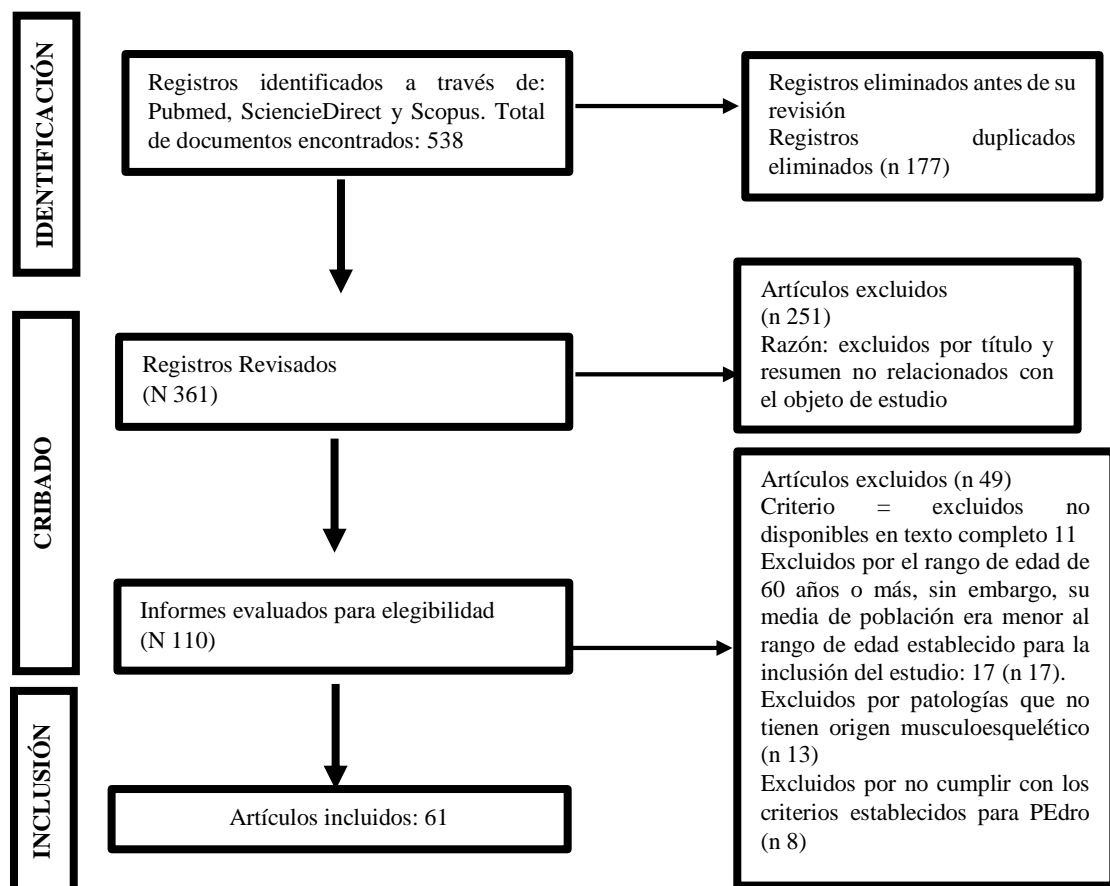 IDENTIFICACIÓN
Registros identificados a través de:
Pubmed, SciencieDirect y Scopus. Total
de documentos encontrados: 538
Registros eliminados antes de su
revisión
Registros duplicados
eliminados (n 177)
CRIBADO
Registros Revisados
(N 361)
Artículos excluidos
(n 251)
Razón: excluidos por título y
resumen no relacionados con
el objeto de estudio
Informes evaluados para elegibilidad
(N 110)
Artículos excluidos (n 49)
Criterio = excluidos no
disponibles en texto completo 11
Excluidos por el rango de edad de
60 años o más, sin embargo, su
media de población era menor al
rango de edad establecido para la
inclusión del estudio: 17 (n 17).
Excluidos por patologías que no
tienen origen musculoesquelético
(n 13)
Excluidos por no cumplir con los
criterios establecidos para PEdro
(n 8)
INCLUSIÓN
Artículos incluidos: 61